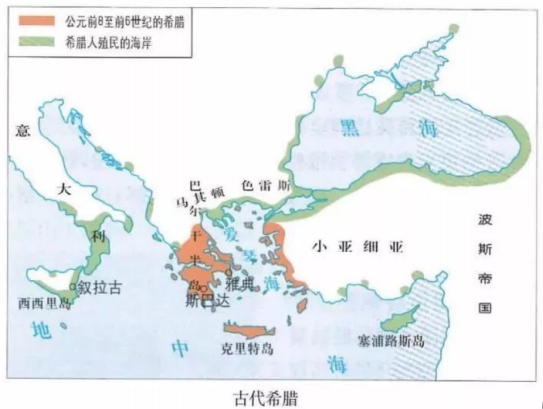 公元前8至前6世纪的希腊
希腊人殖民的海岸
意大利
黑海
巴尔干半岛
马其顿
色雷斯
爱琴海
小亚细亚
波斯帝国
叙拉古
西西里岛
雅典
斯巴达
克里特岛
塞浦路斯岛
地中海
古代希腊